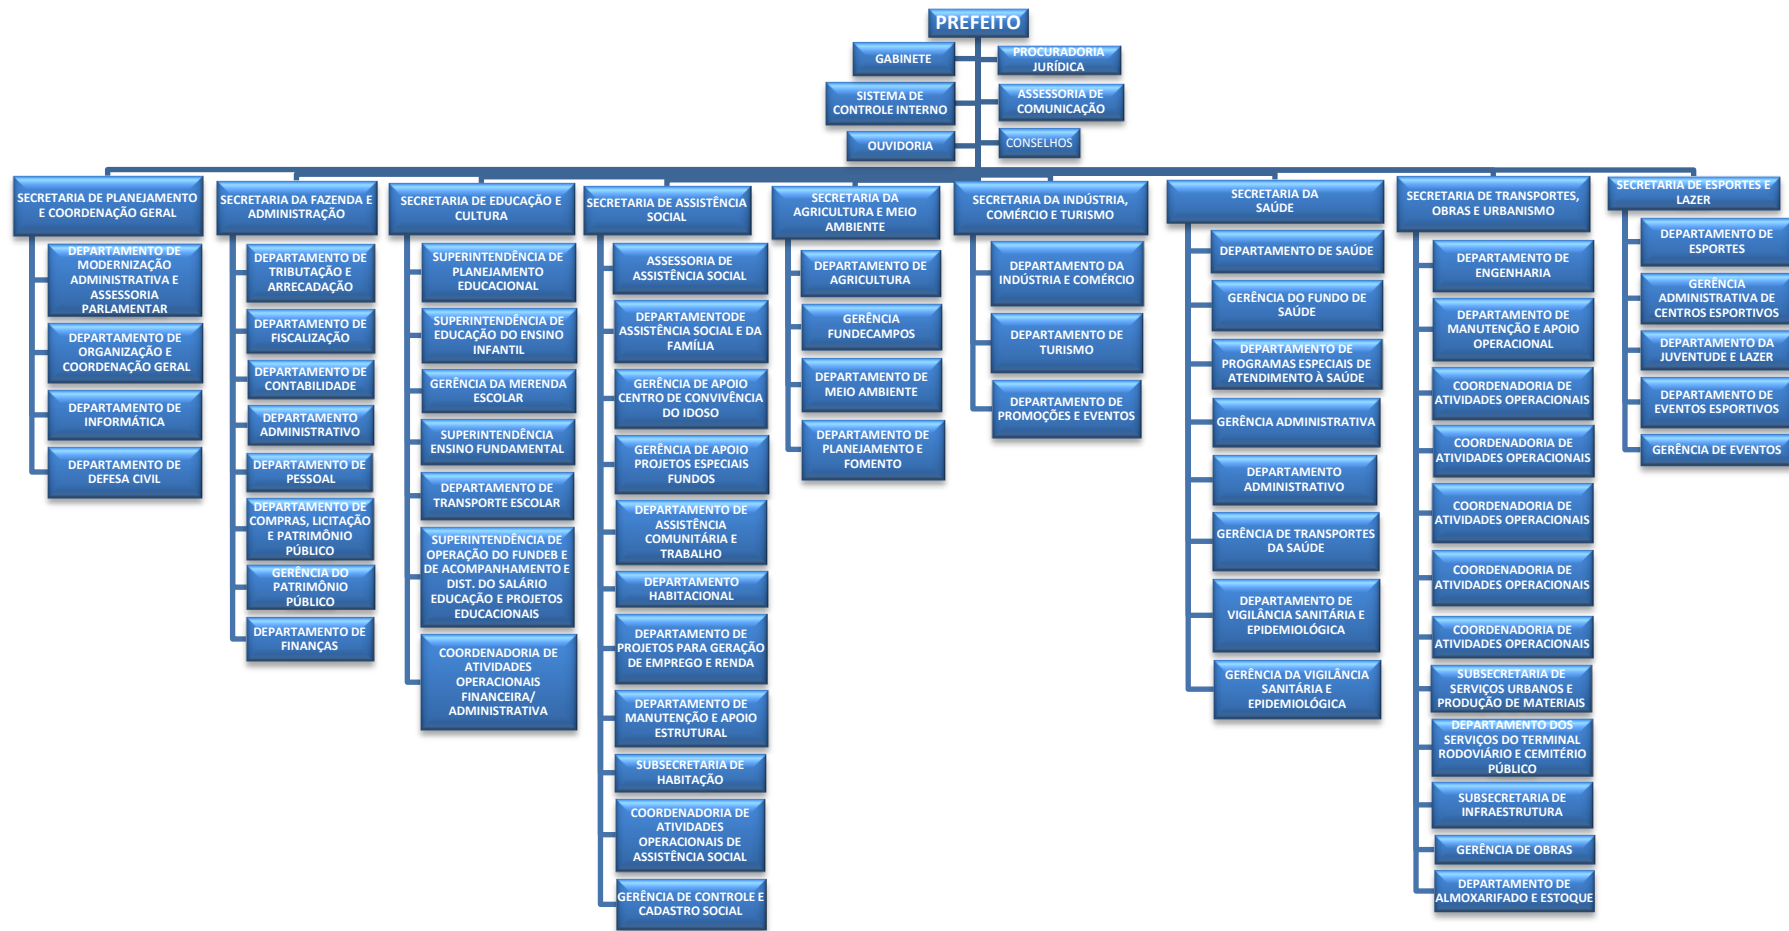 PREFEITO
GABINETE
PROCURADORIA
JURÍDICA
SISTEMA DE
CONTROLE INTERNO
ASSESSORIA DE
COMUNICAÇÃO
OUVIDORIA
CONSELHOS
SECRETARIA DE PLANEJAMENTO
E COORDENAÇÃO GERAL
DEPARTAMENTO DE
MODERNIZAÇÃO
ADMINISTRATIVA E
ASSESSORIA
PARLAMENTAR
DEPARTAMENTO DE
ORGANIZAÇÃO E
COORDENAÇÃO GERAL
DEPARTAMENTO DE
INFORMÁTICA
DEPARTAMENTO DE
DEFESA CIVIL
SECRETARIA DA FAZENDA E
ADMINISTRAÇÃO
DEPARTAMENTO DE
TRIBUTAÇÃO E
ARRECADAÇÃO
DEPARTAMENTO DE
FISCALIZAÇÃO
DEPARTAMENTO DE
CONTABILIDADE
DEPARTAMENTO
ADMINISTRATIVO
DEPARTAMENTO DE
PESSOAL
DEPARTAMENTO DE
COMPRAS, LICITAÇÃO
E PATRIMÔNIO
PÚBLICO
GERÊNCIA DO
PATRIMÔNIO
PÚBLICO
DEPARTAMENTO DE
FINANÇAS
SECRETARIA DE EDUCAÇÃO E
CULTURA
SUPERINTENDÊNCIA DE
PLANEJAMENTO
EDUCACIONAL
SUPERINTENDÊNCIA DE
EDUCAÇÃO DO ENSINO
INFANTIL
GERÊNCIA DA MERENDA
ESCOLAR
SUPERINTENDÊNCIA
ENSINO FUNDAMENTAL
DEPARTAMENTO DE
TRANSPORTE ESCOLAR
SUPERINTENDÊNCIA DE
OPERAÇÃO DO FUNDEB E
DE ACOMPANHAMENTO E
DIST. DO SALÁRIO
EDUCAÇÃO E PROJETOS
EDUCACIONAIS
COORDENADORIA DE
ATIVIDADES
OPERACIONAIS
FINANCEIRA/
ADMINISTRATIVA
SECRETARIA DE ASSISTÊNCIA
SOCIAL
ASSESSORIA DE
ASSISTÊNCIA SOCIAL
DEPARTAMENTODE
ASSISTÊNCIA SOCIAL E DA
FAMÍLIA
GERÊNCIA DE APOIO
CENTRO DE CONVIVÊNCIA
DO IDOSO
GERÊNCIA DE APOIO
PROJETOS ESPECIAIS
FUNDOS
DEPARTAMENTO DE
ASSISTÊNCIA
COMUNITÁRIA E
TRABALHO
DEPARTAMENTO
HABITACIONAL
DEPARTAMENTO DE
PROJETOS PARA GERAÇÃO
DE EMPREGO E RENDA
DEPARTAMENTO DE
MANUTENÇÃO E APOIO
ESTRUTURAL
SUBSECRETARIA DE
HABITAÇÃO
COORDENADORIA DE
ATIVIDADES
OPERACIONAIS DE
ASSISTÊNCIA SOCIAL
GERÊNCIA DE CONTROLE E
CADASTRO SOCIAL
SECRETARIA DA
AGRICULTURA E MEIO
AMBIENTE
DEPARTAMENTO DE
AGRICULTURA
GERÊNCIA
FUNDECAMPOS
DEPARTAMENTO DE
MEIO AMBIENTE
DEPARTAMENTO DE
PLANEJAMENTO E
FOMENTO
SECRETARIA DA INDÚSTRIA,
COMÉRCIO E TURISMO
DEPARTAMENTO DA
INDÚSTRIA E COMÉRCIO
DEPARTAMENTO DE
TURISMO
DEPARTAMENTO DE
PROMOÇÕES E EVENTOS
SECRETARIA DA
SAÚDE
DEPARTAMENTO DE SAÚDE
GERÊNCIA DO FUNDO DE
SAÚDE
DEPARTAMENTO DE
PROGRAMAS ESPECIAIS DE
ATENDIMENTO À SAÚDE
GERÊNCIA ADMINISTRATIVA
DEPARTAMENTO
ADMINISTRATIVO
GERÊNCIA DE TRANSPORTES
DA SAÚDE
DEPARTAMENTO DE
VIGILÂNCIA SANITÁRIA E
EPIDEMIOLÓGICA
GERÊNCIA DA VIGILÂNCIA
SANITÁRIA E
EPIDEMIOLÓGICA
SECRETARIA DE TRANSPORTES,
OBRAS E URBANISMO
DEPARTAMENTO DE
ENGENHARIA
DEPARTAMENTO DE
MANUTENÇÃO E APOIO
OPERACIONAL
COORDENADORIA DE
ATIVIDADES OPERACIONAIS
COORDENADORIA DE
ATIVIDADES OPERACIONAIS
COORDENADORIA DE
ATIVIDADES OPERACIONAIS
COORDENADORIA DE
ATIVIDADES OPERACIONAIS
COORDENADORIA DE
ATIVIDADES OPERACIONAIS
SUBSECRETARIA DE
SERVIÇOS URBANOS E
PRODUÇÃO DE MATERIAIS
DEPARTAMENTO DOS
SERVIÇOS DO TERMINAL
RODOVIÁRIO E CEMITÉRIO
PÚBLICO
SUBSECRETARIA DE
INFRAESTRUTURA
GERÊNCIA DE OBRAS
DEPARTAMENTO DE
ALMOXARIFADO E ESTOQUE
SECRETARIA DE ESPORTES E
LAZER
DEPARTAMENTO DE
ESPORTES
GERÊNCIA
ADMINISTRATIVA DE
CENTROS ESPORTIVOS
DEPARTAMENTO DA
JUVENTUDE E LAZER
DEPARTAMENTO DE
EVENTOS ESPORTIVOS
GERÊNCIA DE EVENTOS